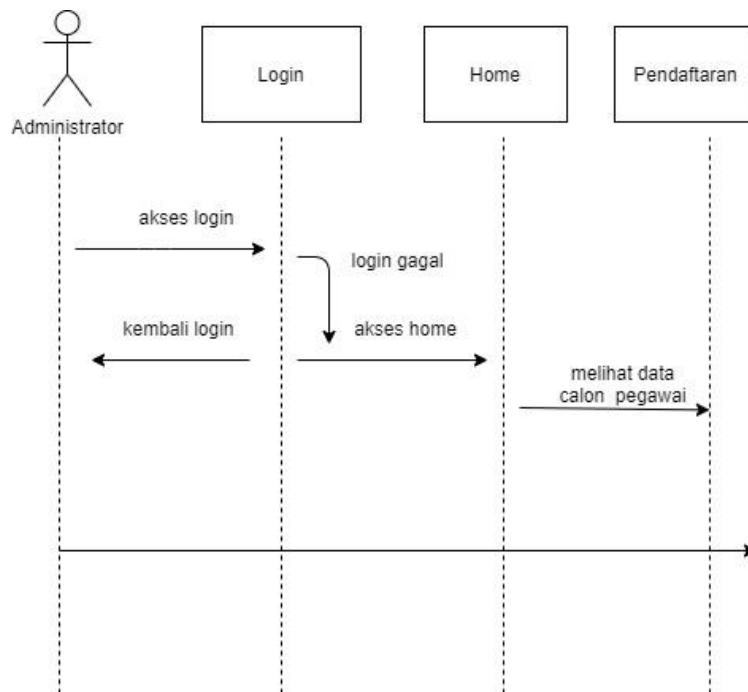 Login
Home
Pendaftaran
Administrator
akses login
login gagal
kembali login
akses home
melihat data
calon pegawai